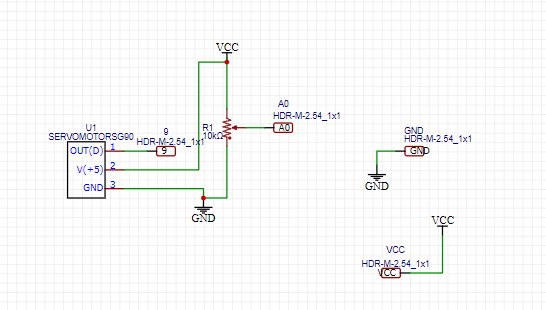 VCC
U1
SERVOMOTORSG90
OUT(D) 1
V(+5) 2
GND 3
9
HDR-M-2.54_1x1
9
R1
10kΩ
A0
HDR-M-2.54_1x1
A0
GND
GND
HDR-M-2.54_1x1
GND
GND
VCC
VCC
HDR-M-2.54_1x1
VCC